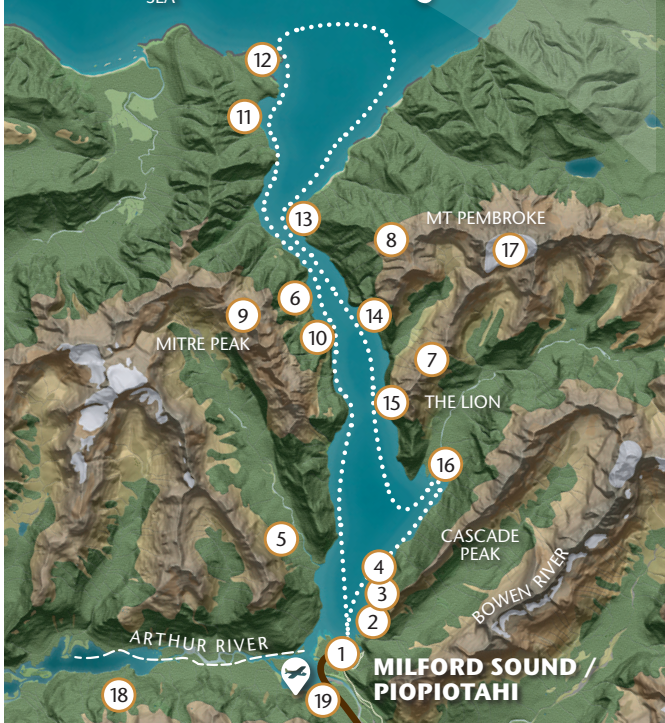 SEA
12
11
13
MT PEMBROKE
8
17
6
9
14
10
MITRE PEAK
7
15
THE LION
16
5
CASCADE
PEAK
4
3
BOWEN RIVER
2
ARTHUR RIVER
1
MILFORD SOUND /
PIOPIOTAHI
18
19